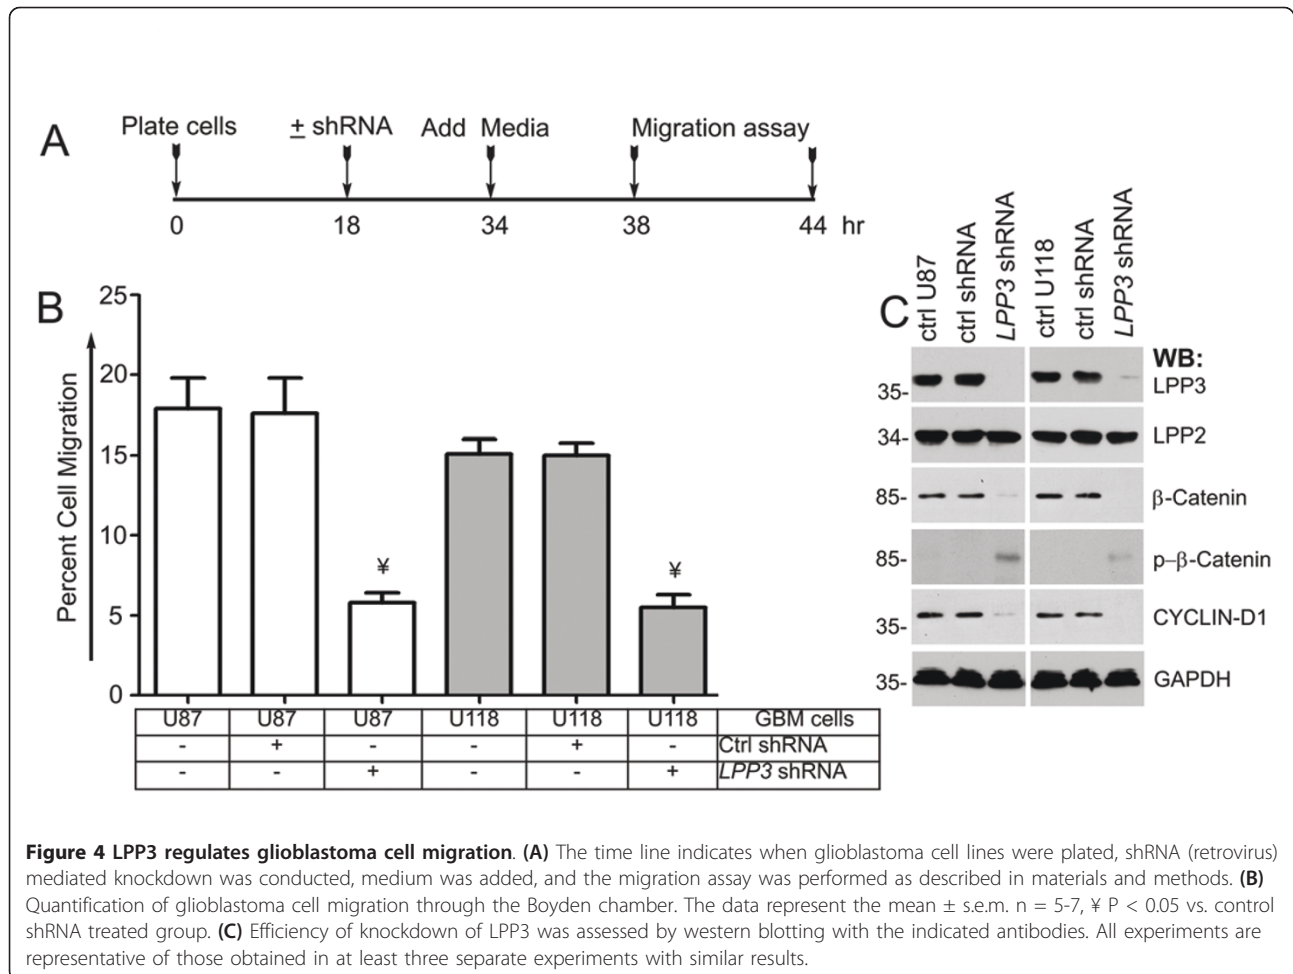 A
Plate cells ± shRNA Add Media Migration assay
0 18 34 38 44 hr
B
Percent Cell Migration
25
20
15
10
5
0
¥ ¥
U87 U87 U87 U118 U118 U118 GBM cells
- + - - + - Ctrl shRNA
- - + - - + LPP3 shRNA
C
ctrl U87
ctrl shRNA
LPP3 shRNA
ctrl U118
ctrl shRNA
LPP3 shRNA
WB:
35- LPP3
34- LPP2
85- β-Catenin
85- p-β-Catenin
35- CYCLIN-D1
35- GAPDH
Figure 4 LPP3 regulates glioblastoma cell migration. (A) The time line indicates when glioblastoma cell lines were plated, shRNA (retrovirus)
mediated knockdown was conducted, medium was added, and the migration assay was performed as described in materials and methods. (B)
Quantification of glioblastoma cell migration through the Boyden chamber. The data represent the mean ± s.e.m. n = 5-7, ¥ P < 0.05 vs. control
shRNA treated group. (C) Efficiency of knockdown of LPP3 was assessed by western blotting with the indicated antibodies. All experiments are
representative of those obtained in at least three separate experiments with similar results.